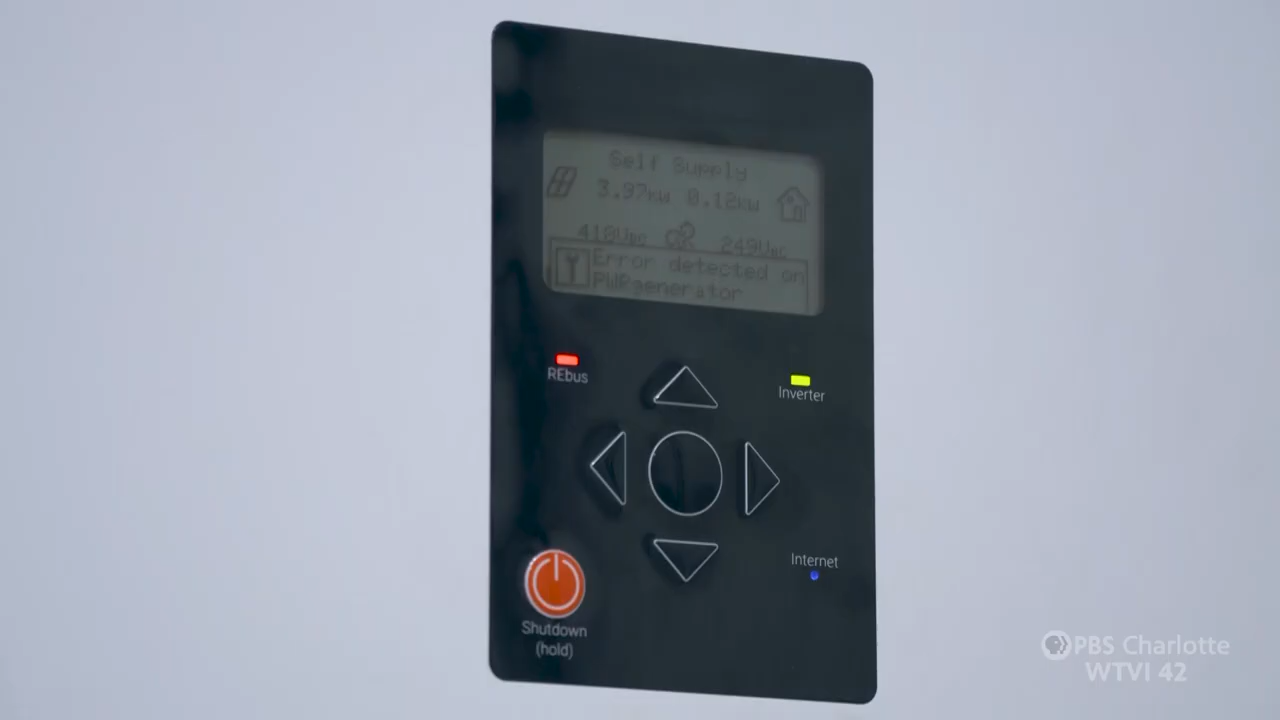 Self Supply
3.97kW 0.12kW
418VDC 249VAC
Error detected on
PWRgenerator
REbus
Inverter
Internet
Shutdown
(hold)
PBS Charlotte
WTVI 42